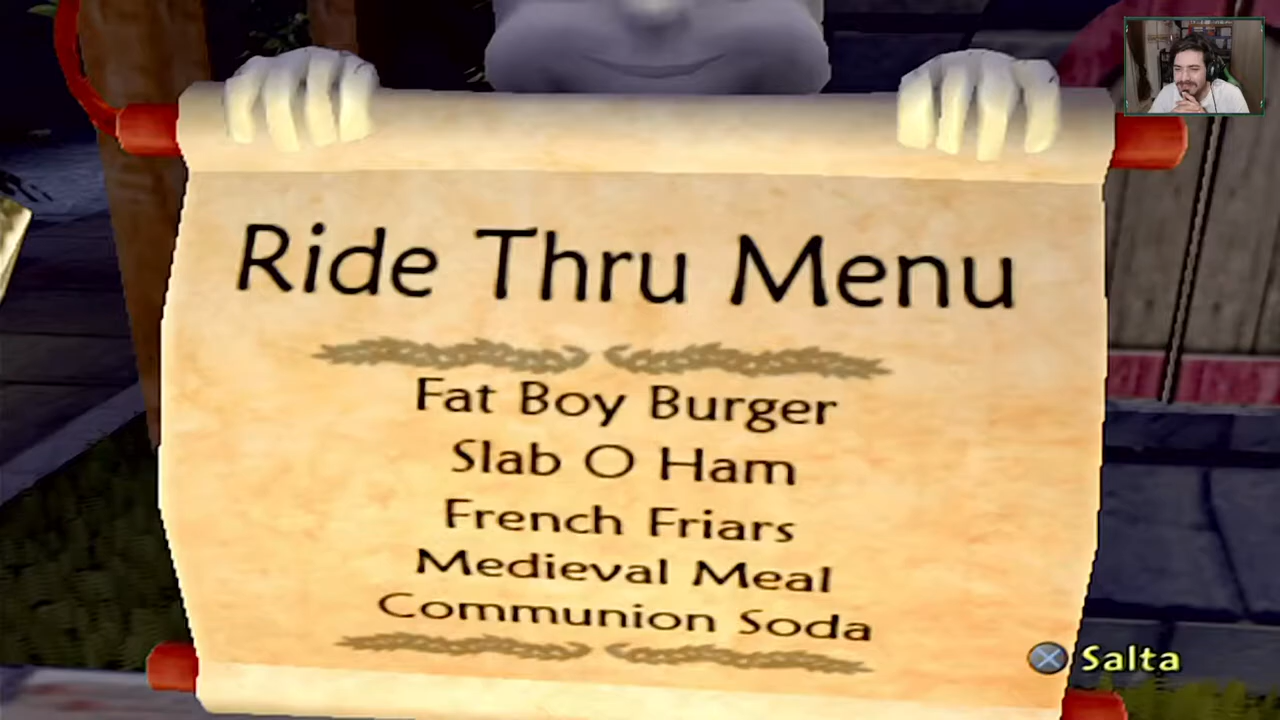 Ride Thru Menu
Fat Boy Burger
Slab O Ham
French Friars
Medieval Meal
Communion Soda
Salta